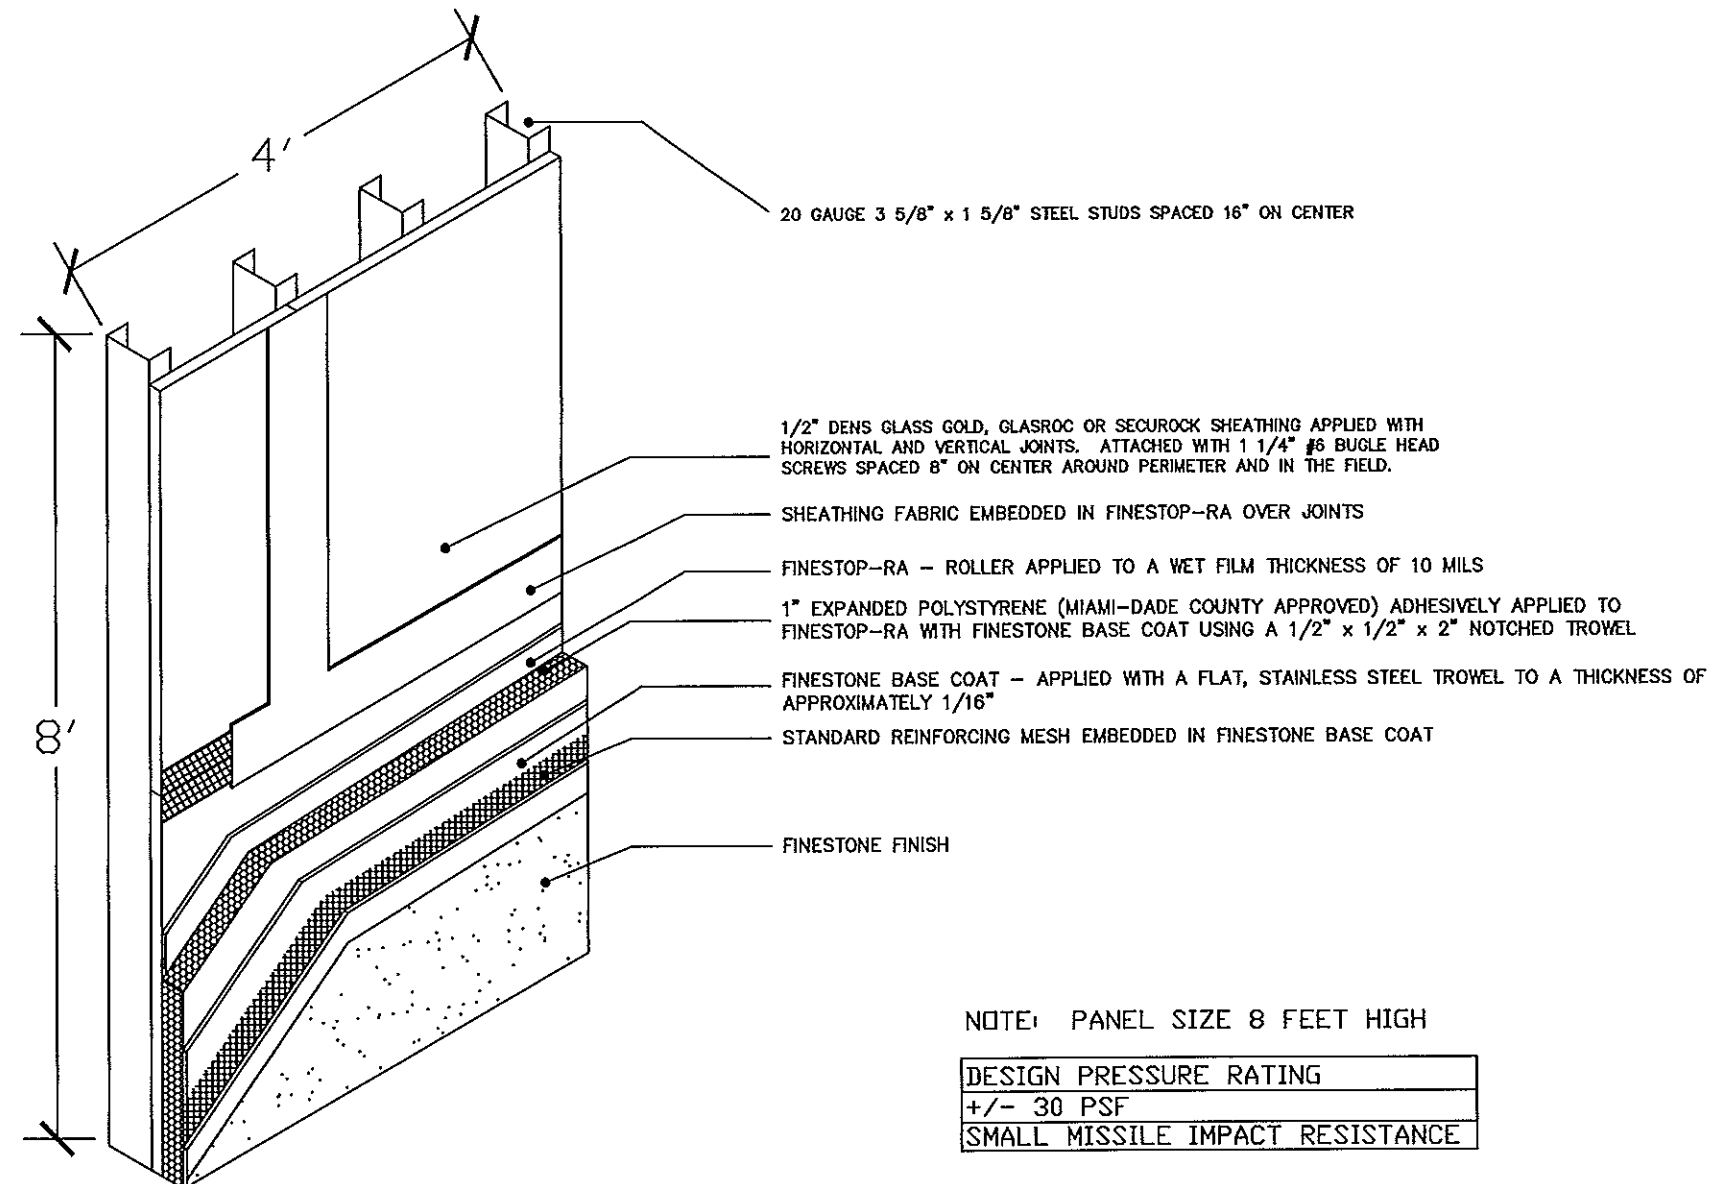 4'
20 GAUGE 3 5/8" x 1 5/8" STEEL STUDS SPACED 16" ON CENTER
1/2" DENS GLASS GOLD, GLASROC OR SECUROCK SHEATHING APPLIED WITH
HORIZONTAL AND VERTICAL JOINTS. ATTACHED WITH 1 1/4" #6 BUGLE HEAD
SCREWS SPACED 8" ON CENTER AROUND PERIMETER AND IN THE FIELD.
SHEATHING FABRIC EMBEDDED IN FINESTOP-RA OVER JOINTS
FINESTOP-RA - ROLLER APPLIED TO A WET FILM THICKNESS OF 10 MILS
1" EXPANDED POLYSTYRENE (MIAMI-DADE COUNTY APPROVED) ADHESIVELY APPLIED TO
FINESTOP-RA WITH FINESTONE BASE COAT USING A 1/2" x 1/2" x 2" NOTCHED TROWEL
FINESTONE BASE COAT - APPLIED WITH A FLAT, STAINLESS STEEL TROWEL TO A THICKNESS OF
APPROXIMATELY 1/16"
8'
STANDARD REINFORCING MESH EMBEDDED IN FINESTONE BASE COAT
FINESTONE FINISH
NOTE: PANEL SIZE 8 FEET HIGH
DESIGN PRESSURE RATING
+/- 30 PSF
SMALL MISSILE IMPACT RESISTANCE